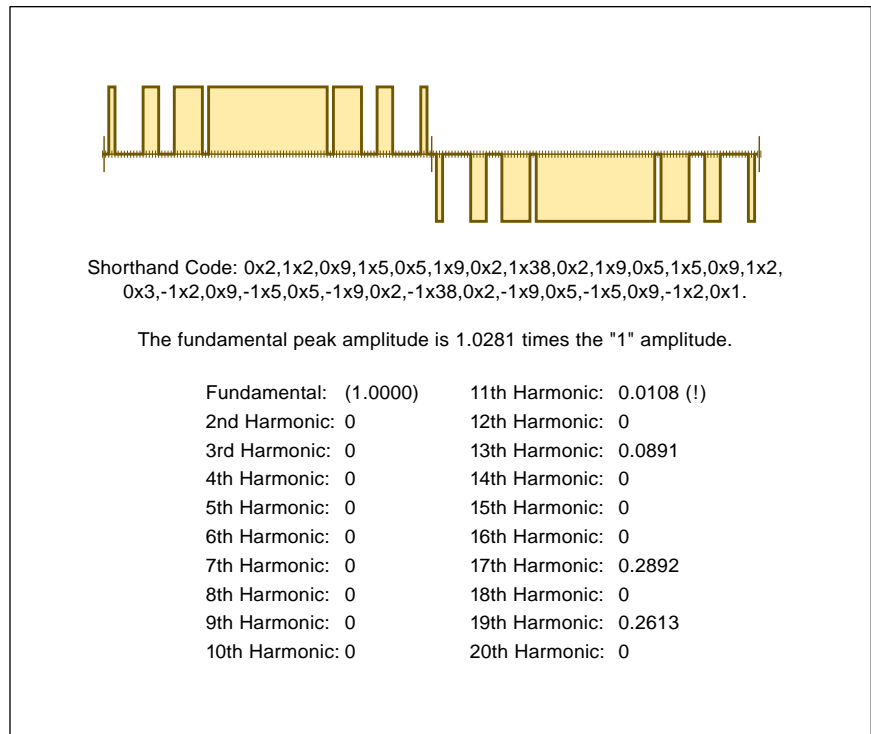 Shorthand Code: 0x2,1x2,0x9,1x5,0x5,1x9,0x2,1x38,0x2,1x9,0x5,1x5,0x9,1x2,
0x3,-1x2,0x9,-1x5,0x5,-1x9,0x2,-1x38,0x2,-1x9,0x5,-1x5,0x9,-1x2,0x1.
The fundamental peak amplitude is 1.0281 times the "1" amplitude.
Fundamental: (1.0000)
2nd Harmonic: 0
3rd Harmonic: 0
4th Harmonic: 0
5th Harmonic: 0
6th Harmonic: 0
7th Harmonic: 0
8th Harmonic: 0
9th Harmonic: 0
10th Harmonic: 0
11th Harmonic: 0.0108 (!)
12th Harmonic: 0
13th Harmonic: 0.0891
14th Harmonic: 0
15th Harmonic: 0
16th Harmonic: 0
17th Harmonic: 0.2892
18th Harmonic: 0
19th Harmonic: 0.2613
20th Harmonic: 0